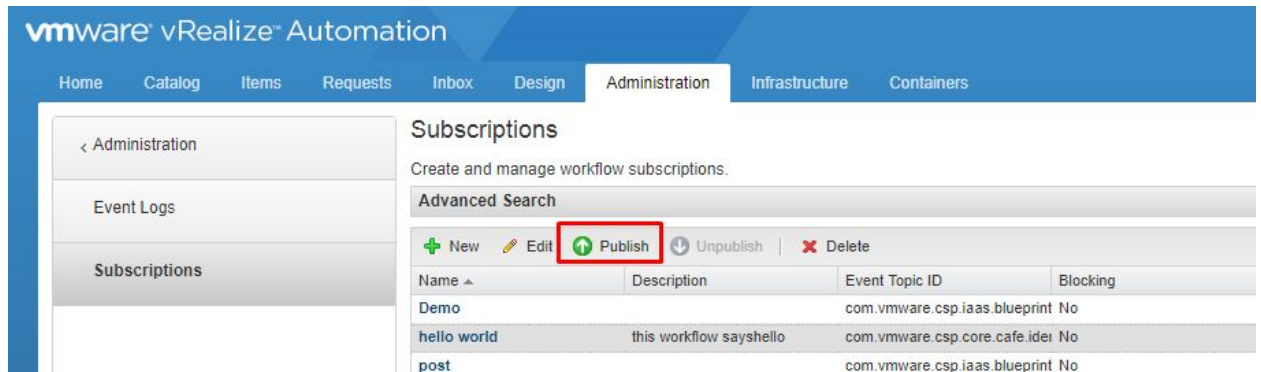 vmware vRealize Automation
Home Catalog Items Requests Inbox Design Administration Infrastructure Containers
< Administration
Event Logs
Subscriptions
Subscriptions
Create and manage workflow subscriptions.
Advanced Search
New Edit Publish Unpublish Delete
Name Description Event Topic ID Blocking
Demo com.vmware.csp.iaas.blueprint No
hello world this workflow sayshello com.vmware.csp.core.cafe.ider No
post com.vmware.csp.iaas.blueprint No